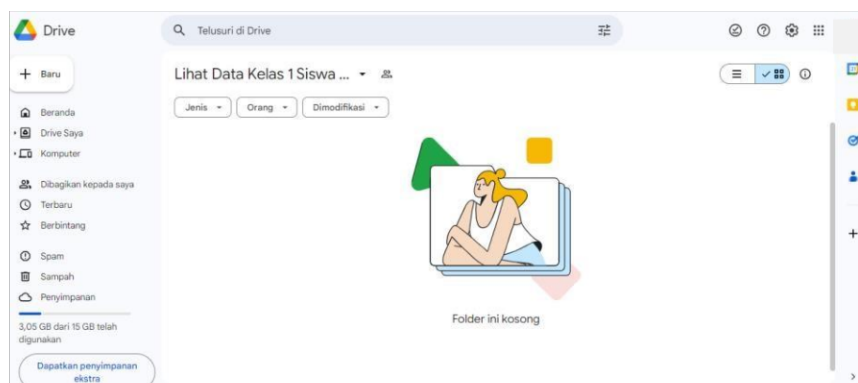 Drive
Telusuri di Drive
Baru
Lihat Data Kelas 1 Siswa ...
Jenis
Orang
Dimodifikasi
Beranda
Drive Saya
Komputer
Dibagikan kepada saya
Terbaru
Berbintang
Spam
Sampah
Penyimpanan
3,05 GB dari 15 GB telah
digunakan
Dapatkan penyimpanan
ekstra
Folder ini kosong